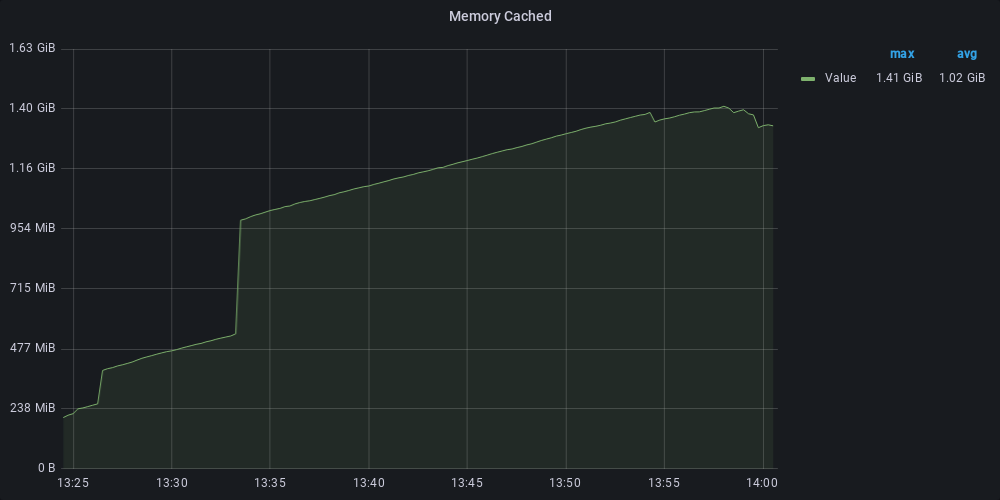 Memory Cached
1.63 GiB
1.40 GiB
1.16 GiB
954 MiB
715 MiB
477 MiB
238 MiB
0 B
13:25 13:30 13:35 13:40 13:45 13:50 13:55 14:00
max avg
Value 1.41 GiB 1.02 GiB